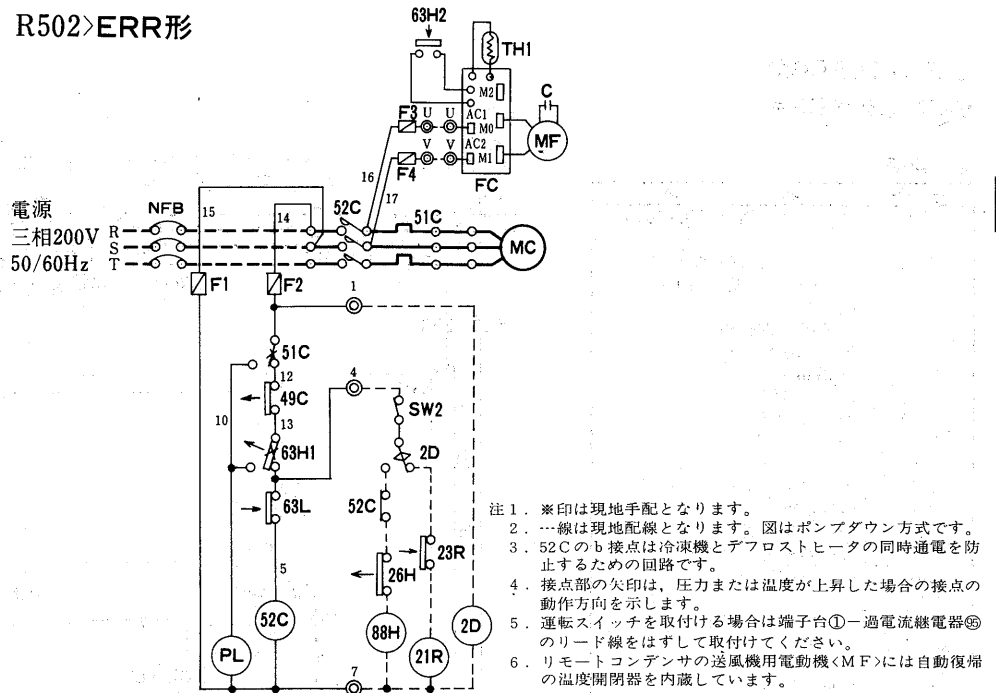 R502>ERR形
63H2
TH1
M2
C
F3
U
U
AC1
M0
MF
V
V
AC2
M1
F4
FC
16
17
電源
三相200V
50/60Hz
NFB
15
14
52C
51C
R
S
T
MC
F1
F2
1
51C
12
49C
4
SW2
10
13
63H1
2D
63L
52C
23R
26H
5
52C
88H
2D
PL
21R
7
注1.※印は現地手配となります。
2.---線は現地配線となります。図はポンプダウン方式です。
3.52Cのb接点は冷凍機とデフロストヒータの同時通電を防
止するための回路です。
4.接点部の矢印は，圧力または温度が上昇した場合の接点の
動作方向を示します。
5.運転スイッチを取付ける場合は端子台①－過電流継電器㊺
のリード線をはずして取付けてください。
6.リモートコンデンサの送風機用電動機<MF>には自動復帰
の温度開閉器を内蔵しています。